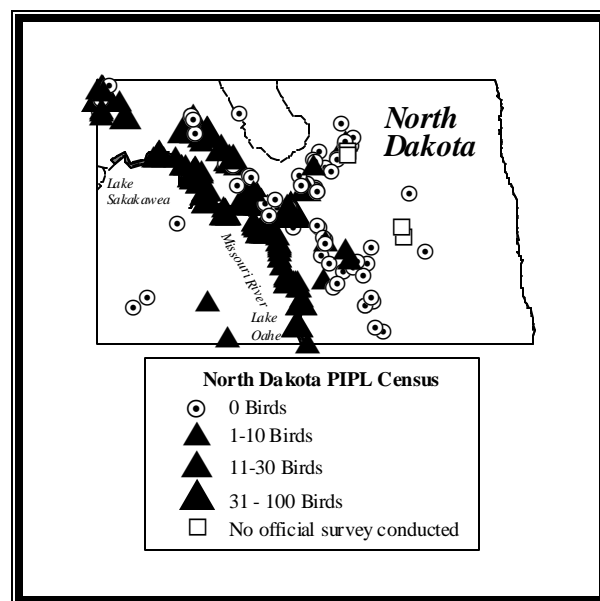 North
Dakota
Lake
Sakakawea
Missouri River
Lake
Oahe
North Dakota PIPL Census
0 Birds
1-10 Birds
11-30 Birds
31 - 100 Birds
No official survey conducted